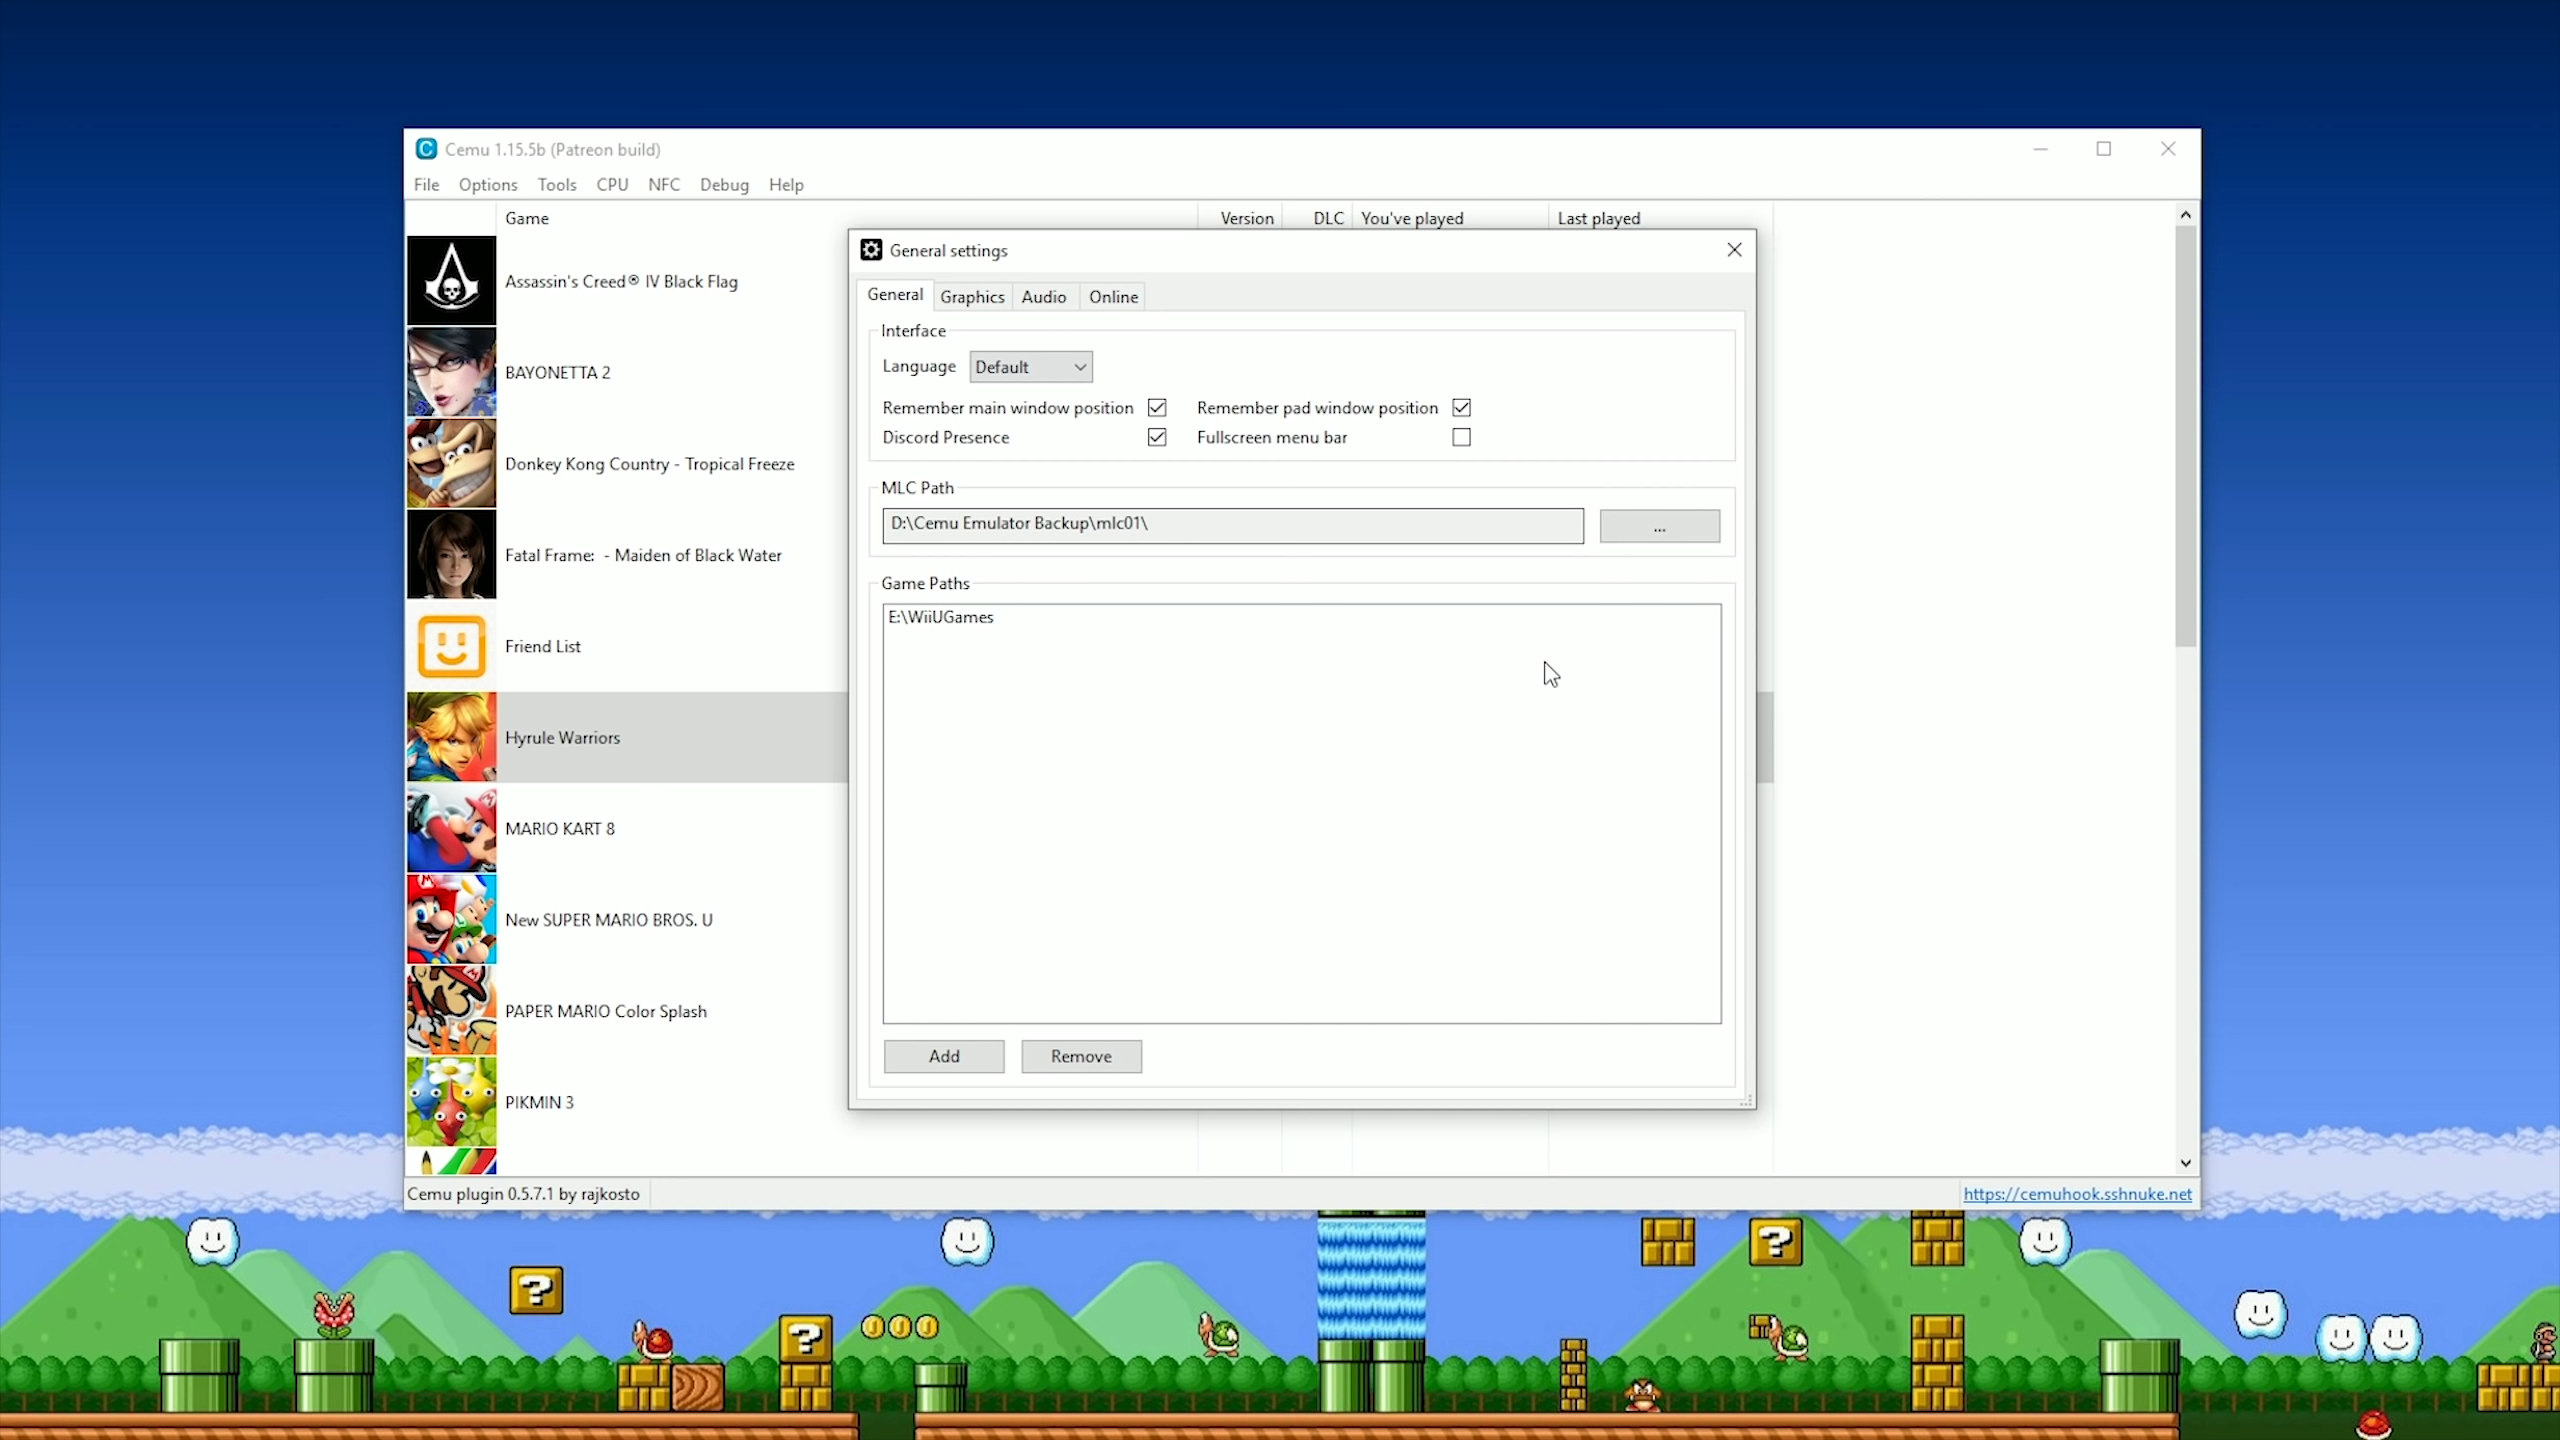 Cemu 1.15.5b (Patreon build)
File Options Tools CPU NFC Debug Help
Game Version DLC You've played Last played
Assassin's Creed® IV Black Flag
BAYONETTA 2
Donkey Kong Country - Tropical Freeze
Fatal Frame:  - Maiden of Black Water
Friend List
Hyrule Warriors
MARIO KART 8
New SUPER MARIO BROS. U
PAPER MARIO Color Splash
PIKMIN 3
General settings
General Graphics Audio Online
Interface
Language Default
Remember main window position Remember pad window position
Discord Presence Fullscreen menu bar
MLC Path
D:\Cemu Emulator Backup\mlc01\
...
Game Paths
E:\WiiUGames
Add Remove
Cemu plugin 0.5.7.1 by rajkosto
https://cemuhook.sshnuke.net